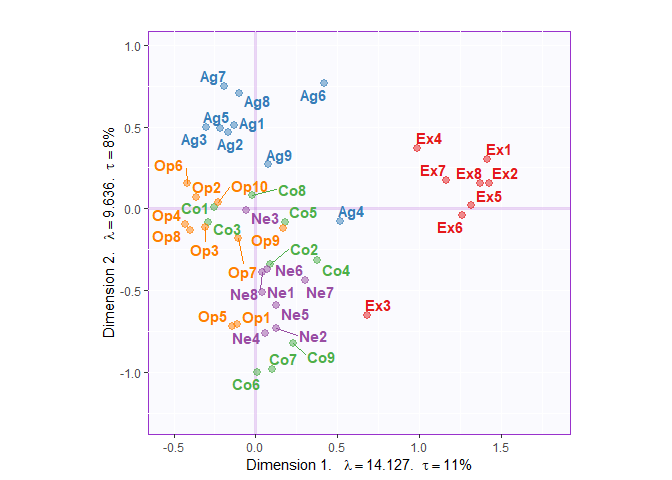 1.0
0.5
0.0
-0.5
-1.0
-0.5
0.0
0.5
1.0
1.5
Dimension 2. λ = 9.636. τ = 8%
Dimension 1. λ = 14.127. τ = 11%
Ag7
Ag8
Ag6
Ag5
Ag1
Ag3
Ag2
Ag9
Ex4
Ex1
Ex7
Ex8
Ex2
Ex5
Ex6
Op6
Op2
Op10
Co8
Co1
Op4
Ne3
Co5
Ag4
Op8
Co3
Op9
Op3
Co2
Op7
Ne6
Co4
Ne8
Ne1
Ne7
Ex3
Op5
Op1
Ne5
Ne4
Ne2
Co7
Co9
Co6